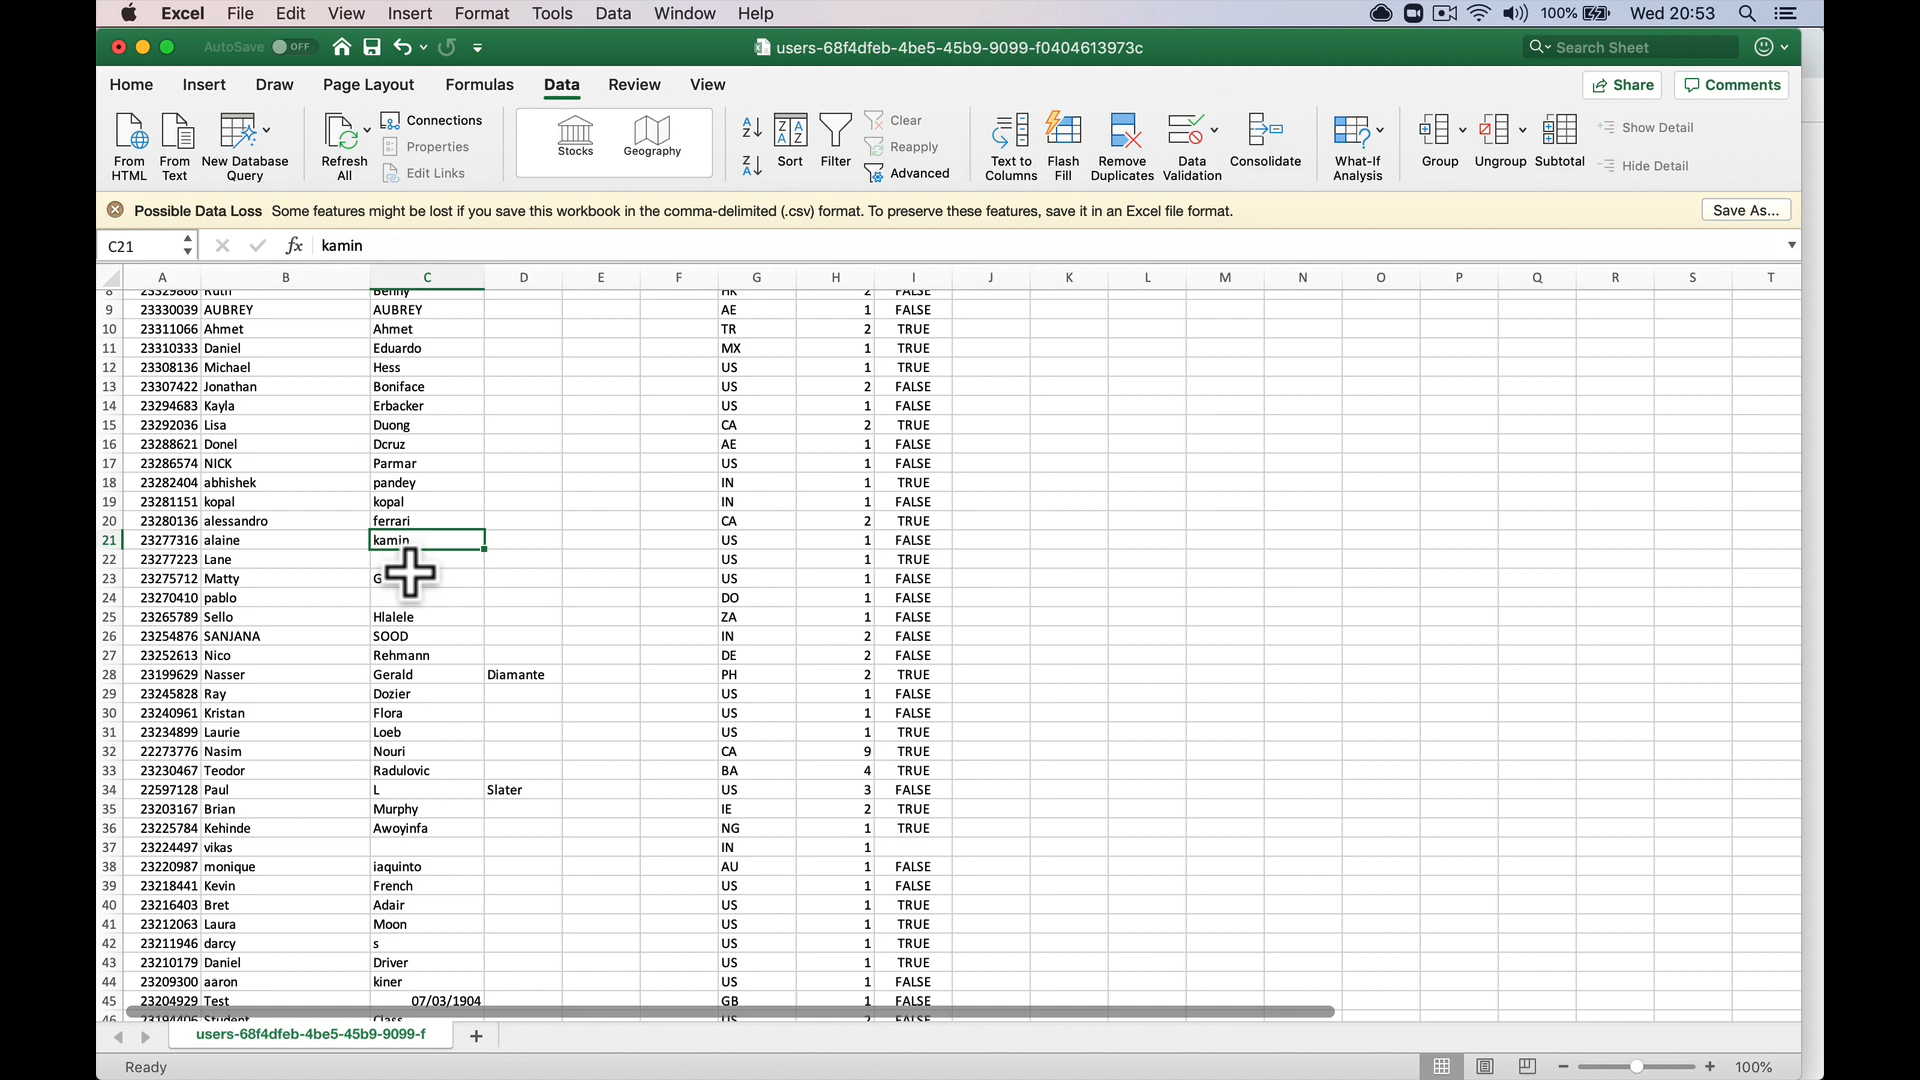 Excel File Edit View Insert Format Tools Data Window Help 100% Wed 20:53
AutoSave OFF users-68f4dfeb-4be5-45b9-9099-f0404613973c Search Sheet
Home Insert Draw Page Layout Formulas Data Review View Share Comments
From HTML From Text New Database Query Refresh All Connections Properties Edit Links Stocks Geography Sort Filter Clear Reapply Advanced Text to Columns Flash Fill Remove Duplicates Data Validation Consolidate What-If Analysis Group Ungroup Subtotal Show Detail Hide Detail
Possible Data Loss Some features might be lost if you save this workbook in the comma-delimited (.csv) format. To preserve these features, save it in an Excel file format. Save As...
C21 fx kamin
A B C D E F G H I J K L M N O P Q R S T
8 23329866 Ruth Benny HK 2 FALSE
9 23330039 AUBREY AUBREY AE 1 FALSE
10 23311066 Ahmet Ahmet TR 2 TRUE
11 23310333 Daniel Eduardo MX 1 TRUE
12 23308136 Michael Hess US 1 TRUE
13 23307422 Jonathan Boniface US 2 FALSE
14 23294683 Kayla Erbacker US 1 FALSE
15 23292036 Lisa Duong CA 2 TRUE
16 23288621 Donel Dcruz AE 1 FALSE
17 23286574 NICK Parmar US 1 FALSE
18 23282404 abhishek pandey IN 1 TRUE
19 23281151 kopal kopal IN 1 FALSE
20 23280136 alessandro ferrari CA 2 TRUE
21 23277316 alaine kamin US 1 FALSE
22 23277223 Lane US 1 TRUE
23 23275712 Matty US 1 FALSE
24 23270410 pablo DO 1 FALSE
25 23265789 Sello Hlalele ZA 1 FALSE
26 23254876 SANJANA SOOD IN 2 FALSE
27 23252613 Nico Rehmann DE 2 FALSE
28 23199629 Nasser Gerald Diamante PH 2 TRUE
29 23245828 Ray Dozier US 1 FALSE
30 23240961 Kristan Flora US 1 FALSE
31 23234899 Laurie Loeb US 1 TRUE
32 22273776 Nasim Nouri CA 9 TRUE
33 23230467 Teodor Radulovic BA 4 TRUE
34 22597128 Paul L Slater US 3 FALSE
35 23203167 Brian Murphy IE 2 TRUE
36 23225784 Kehinde Awoyinfa NG 1 TRUE
37 23224497 vikas IN 1
38 23220987 monique iaquinto AU 1 FALSE
39 23218441 Kevin French US 1 FALSE
40 23216403 Bret Adair US 1 TRUE
41 23212063 Laura Moon US 1 TRUE
42 23211946 darcy s US 1 TRUE
43 23210179 Daniel Driver US 1 TRUE
44 23209300 aaron kiner US 1 FALSE
45 23204929 Test 07/03/1904 GB 1 FALSE
46 23194406 Student Class US 2 FALSE
users-68f4dfeb-4be5-45b9-9099-f
Ready 100%